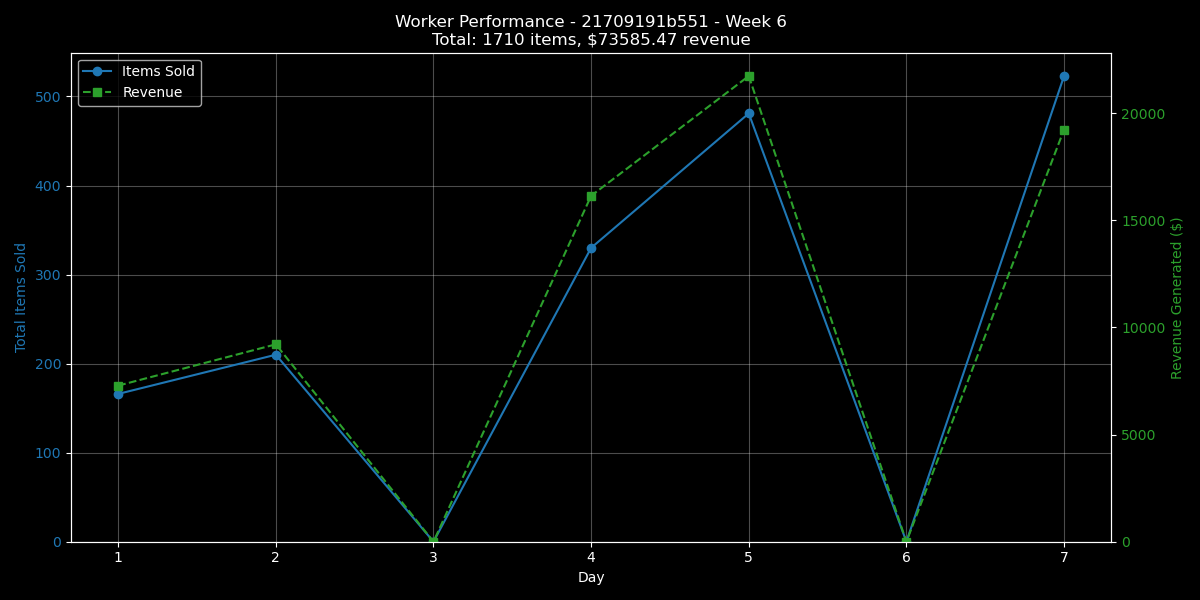 Worker Performance - 21709191b551 - Week 6
Total: 1710 items, $73585.47 revenue
Items Sold
Revenue
Total Items Sold
500
400
300
200
100
0
Revenue Generated ($)
20000
15000
10000
5000
0
1 2 3 4 5 6 7
Day